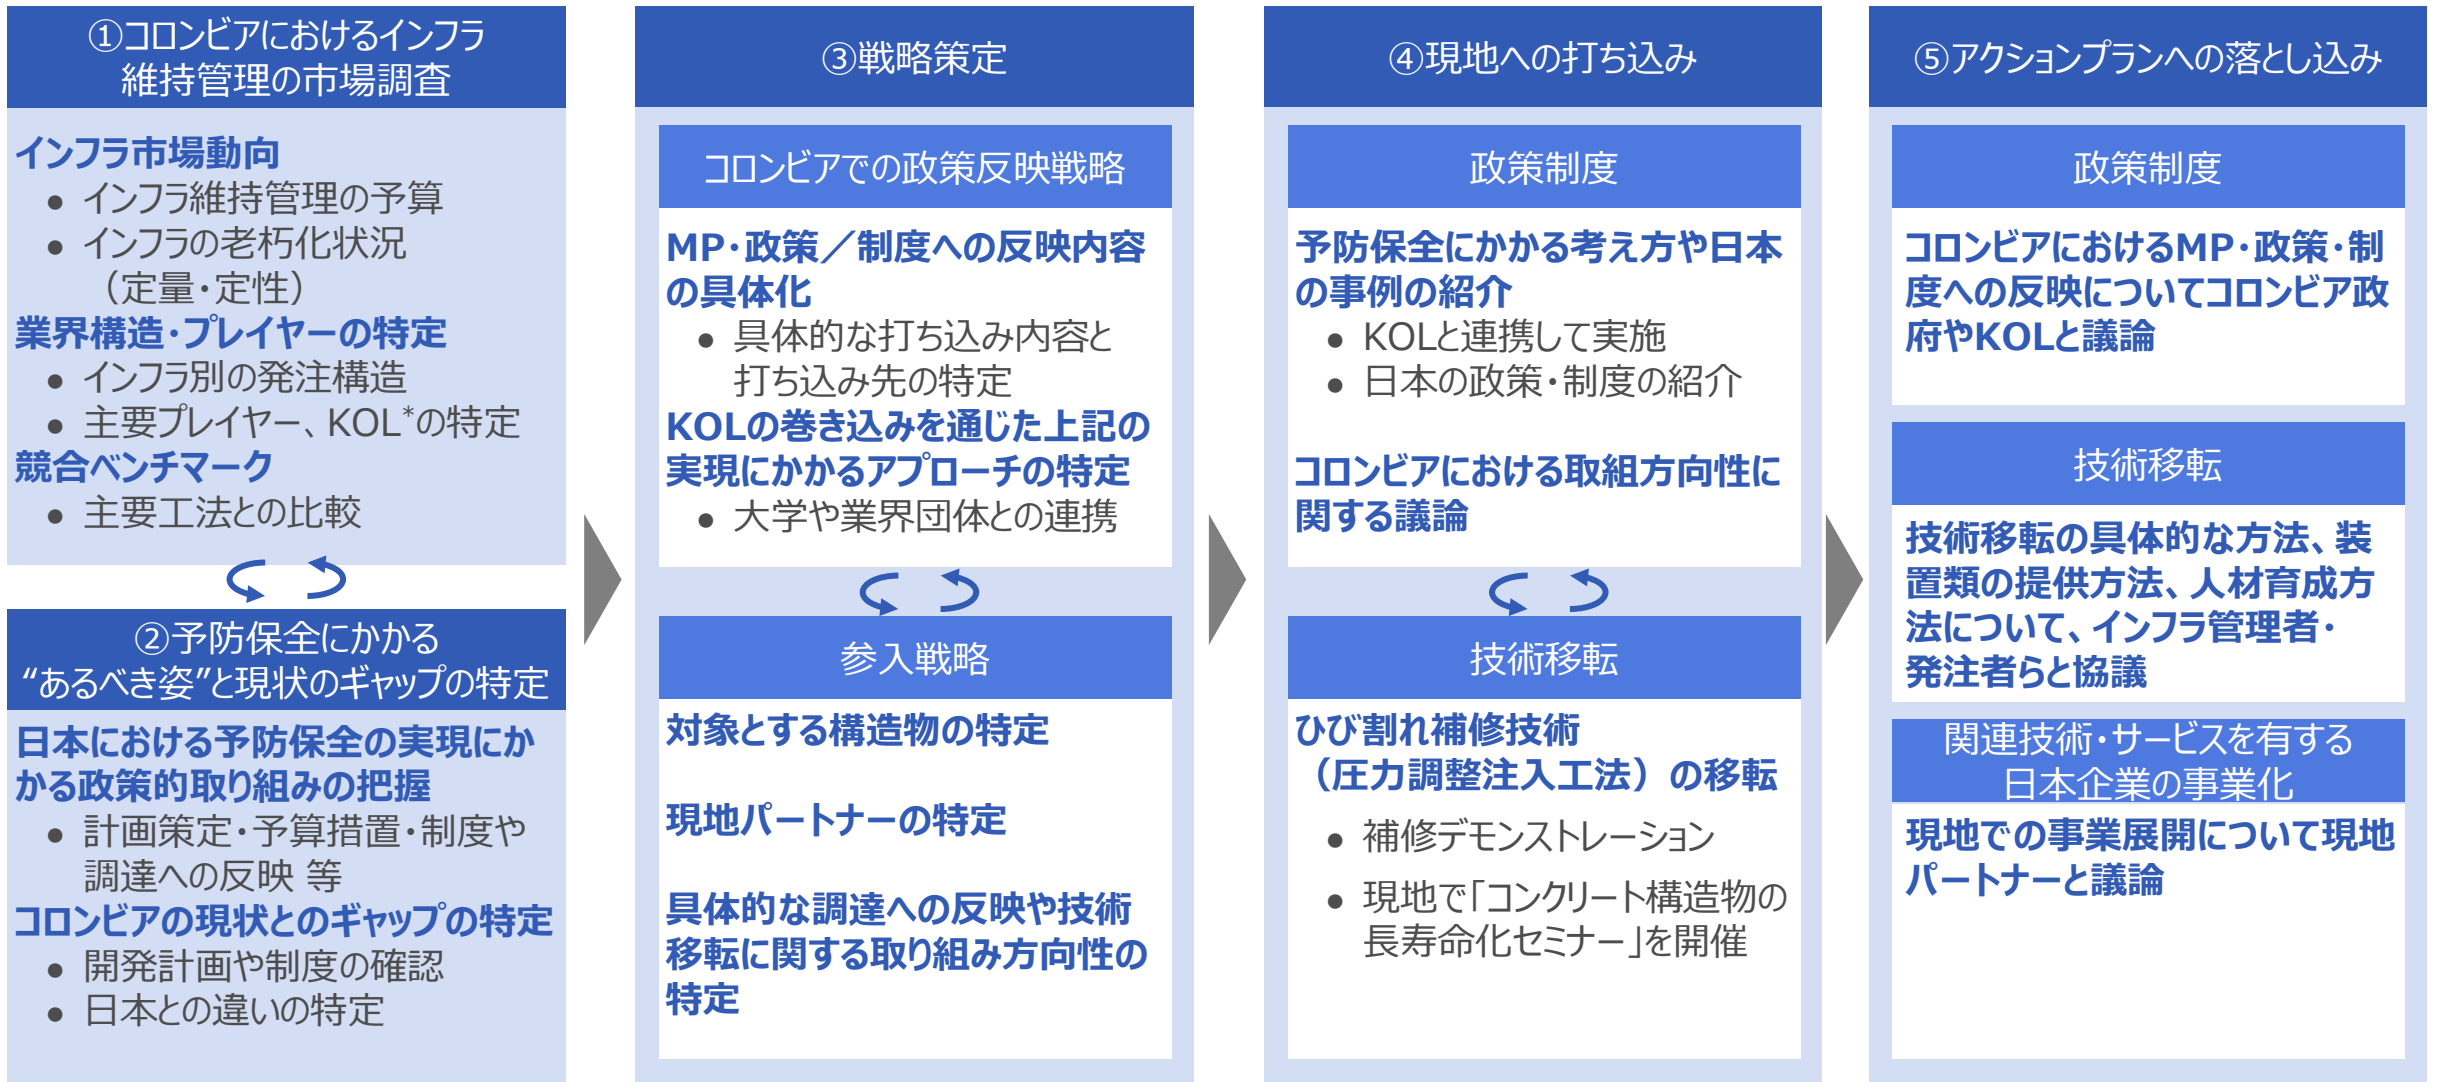 ①コロンビアにおけるインフラ
維持管理の市場調査
インフラ市場動向
● インフラ維持管理の予算
● インフラの老朽化状況
（定量・定性）
業界構造・プレイヤーの特定
● インフラ別の発注構造
● 主要プレイヤー、KOL*の特定
競合ベンチマーク
● 主要工法との比較
②予防保全にかかる
“あるべき姿”と現状のギャップの特定
日本における予防保全の実現にか
かる政策的取り組みの把握
● 計画策定・予算措置・制度や
調達への反映 等
コロンビアの現状とのギャップの特定
● 開発計画や制度の確認
● 日本との違いの特定
③戦略策定
コロンビアでの政策反映戦略
MP・政策／制度への反映内容
の具体化
● 具体的な打ち込み内容と
打ち込み先の特定
KOLの巻き込みを通じた上記の
実現にかかるアプローチの特定
● 大学や業界団体との連携
参入戦略
対象とする構造物の特定
現地パートナーの特定
具体的な調達への反映や技術
移転に関する取り組み方向性の
特定
④現地への打ち込み
政策制度
予防保全にかかる考え方や日本
の事例の紹介
● KOLと連携して実施
● 日本の政策・制度の紹介
コロンビアにおける取組方向性に
関する議論
技術移転
ひび割れ補修技術
（圧力調整注入工法）の移転
● 補修デモンストレーション
● 現地で「コンクリート構造物の
長寿命化セミナー」を開催
⑤アクションプランへの落とし込み
政策制度
コロンビアにおけるMP・政策・制
度への反映についてコロンビア政
府やKOLと議論
技術移転
技術移転の具体的な方法、装
置類の提供方法、人材育成方
法について、インフラ管理者・
発注者らと協議
関連技術・サービスを有する
日本企業の事業化
現地での事業展開について現地
パートナーと議論